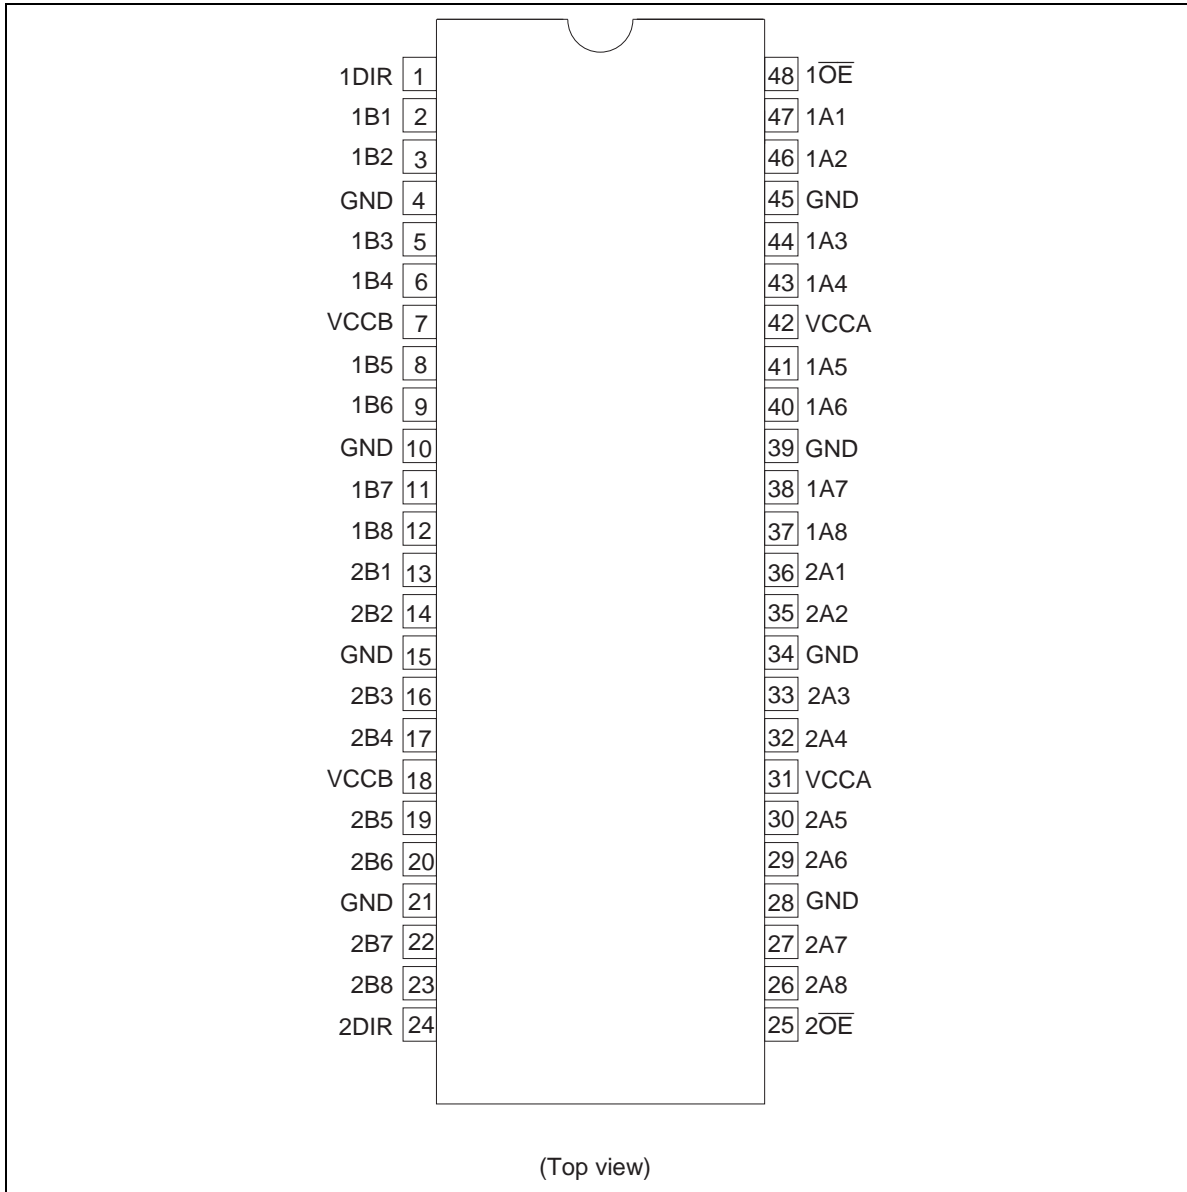 1DIR 1 48 1O̅E̅
1B1 2 47 1A1
1B2 3 46 1A2
GND 4 45 GND
1B3 5 44 1A3
1B4 6 43 1A4
VCCB 7 42 VCCA
1B5 8 41 1A5
1B6 9 40 1A6
GND 10 39 GND
1B7 11 38 1A7
1B8 12 37 1A8
2B1 13 36 2A1
2B2 14 35 2A2
GND 15 34 GND
2B3 16 33 2A3
2B4 17 32 2A4
VCCB 18 31 VCCA
2B5 19 30 2A5
2B6 20 29 2A6
GND 21 28 GND
2B7 22 27 2A7
2B8 23 26 2A8
2DIR 24 25 2O̅E̅
(Top view)